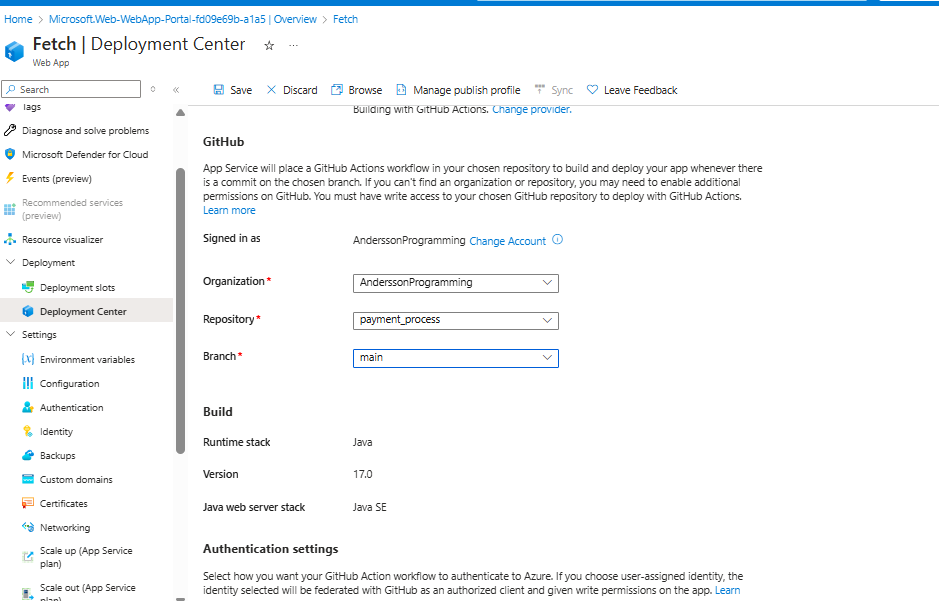 Home > Microsoft.Web-WebApp-Portal-fd09e69b-a1a5 | Overview > Fetch
Fetch | Deployment Center ☆ ...
Web App
Search
Save Discard Browse Manage publish profile Sync Leave Feedback
Tags
Diagnose and solve problems
Microsoft Defender for Cloud
Events (preview)
Recommended services
(preview)
Resource visualizer
Deployment
Deployment slots
Deployment Center
Settings
Environment variables
Configuration
Authentication
Identity
Backups
Custom domains
Certificates
Networking
Scale up (App Service
plan)
Scale out (App Service
plan)
Building with GitHub Actions. Change provider.
GitHub
App Service will place a GitHub Actions workflow in your chosen repository to build and deploy your app whenever there
is a commit on the chosen branch. If you can't find an organization or repository, you may need to enable additional
permissions on GitHub. You must have write access to your chosen GitHub repository to deploy with GitHub Actions.
Learn more
Signed in as AnderssonProgramming Change Account
Organization* AnderssonProgramming
Repository* payment_process
Branch* main
Build
Runtime stack Java
Version 17.0
Java web server stack Java SE
Authentication settings
Select how you want your GitHub Action workflow to authenticate to Azure. If you choose user-assigned identity, the
identity selected will be federated with GitHub as an authorized client and given write permissions on the app. Learn